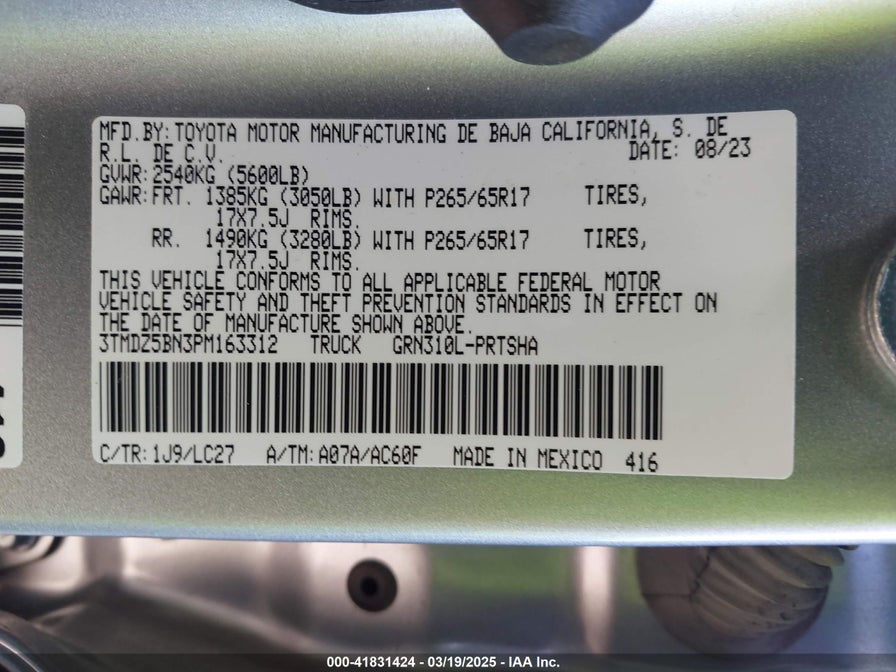 MFD.BY:TOYOTA MOTOR MANUFACTURING DE BAJA CALIFORNIA, S. DE
R.L. DE C.V. DATE: 08/23
GVWR:2540KG (5600LB)
GAWR:FRT. 1385KG (3050LB) WITH P265/65R17 TIRES,
17X7.5J RIMS.
RR. 1490KG (3280LB) WITH P265/65R17 TIRES,
17X7.5J RIMS.
THIS VEHICLE CONFORMS TO ALL APPLICABLE FEDERAL MOTOR
VEHICLE SAFETY AND THEFT PREVENTION STANDARDS IN EFFECT ON
THE DATE OF MANUFACTURE SHOWN ABOVE.
3TMDZ5BN3PM163312 TRUCK GRN310L-PRTSHA
C/TR:1J9/LC27 A/TM:A07A/AC60F MADE IN MEXICO 416
000-41831424 - 03/19/2025 - IAA Inc.